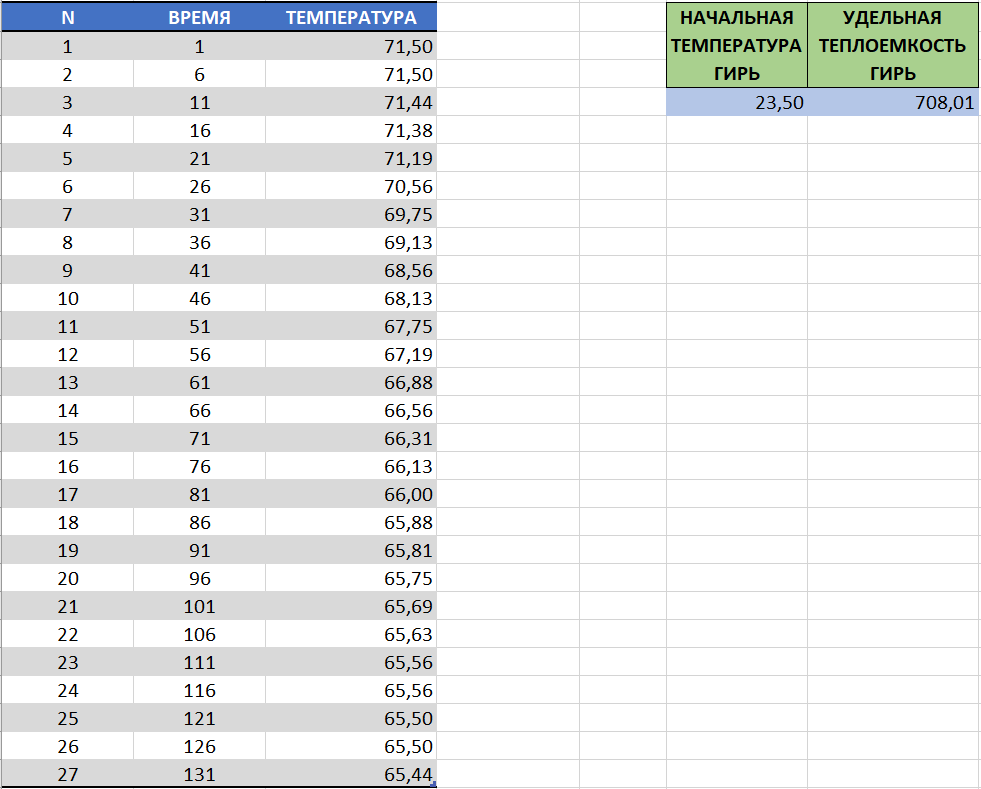 N ВРЕМЯ ТЕМПЕРАТУРА
1 1 71,50
2 6 71,50
3 11 71,44
4 16 71,38
5 21 71,19
6 26 70,56
7 31 69,75
8 36 69,13
9 41 68,56
10 46 68,13
11 51 67,75
12 56 67,19
13 61 66,88
14 66 66,56
15 71 66,31
16 76 66,13
17 81 66,00
18 86 65,88
19 91 65,81
20 96 65,75
21 101 65,69
22 106 65,63
23 111 65,56
24 116 65,56
25 121 65,50
26 126 65,50
27 131 65,44
НАЧАЛЬНАЯ
ТЕМПЕРАТУРА
ГИРЬ
УДЕЛЬНАЯ
ТЕПЛОЕМКОСТЬ
ГИРЬ
23,50 708,01